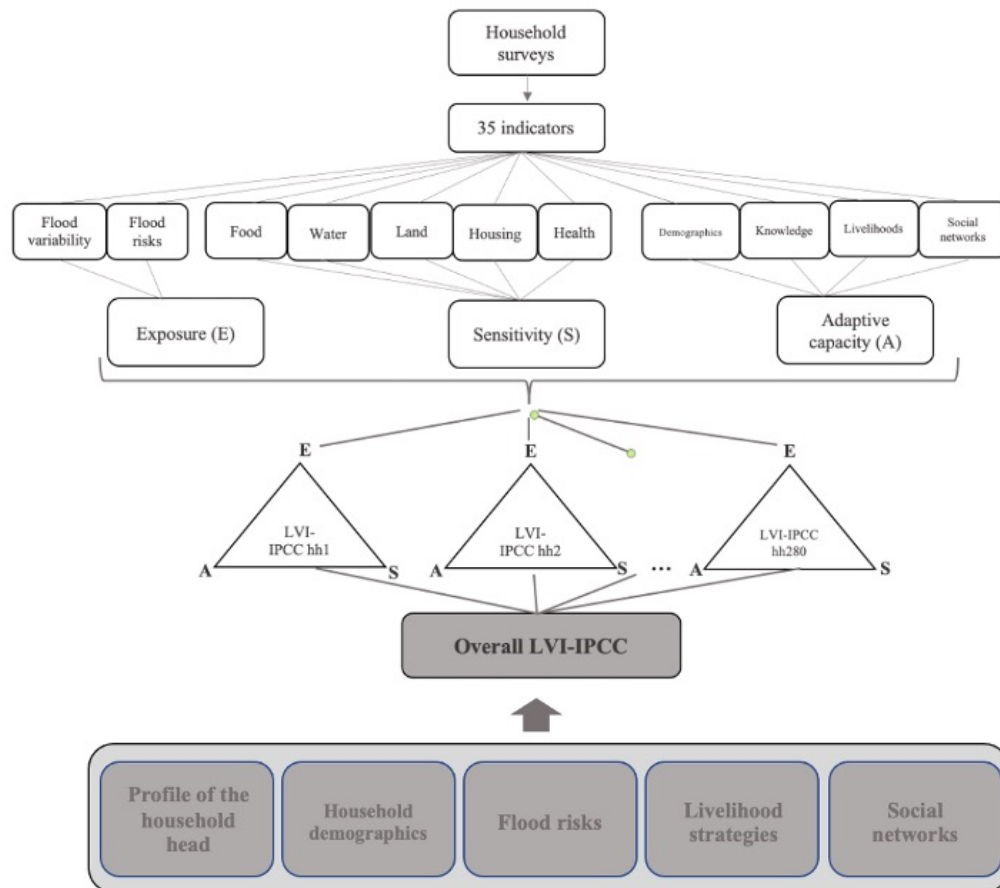 Household
surveys
35 indicators
Flood
variability
Flood
risks
Food
Water
Land
Housing
Health
Demographics
Knowledge
Livelihoods
Social
networks
Exposure (E)
Sensitivity (S)
Adaptive
capacity (A)
E
E
E
LVI-
IPCC hh1
LVI-
IPCC hh2
LVI-IPCC
hh280
A
S
A
S
...
A
S
Overall LVI-IPCC
Profile of the
household
head
Household
demographics
Flood risks
Livelihood
strategies
Social
networks